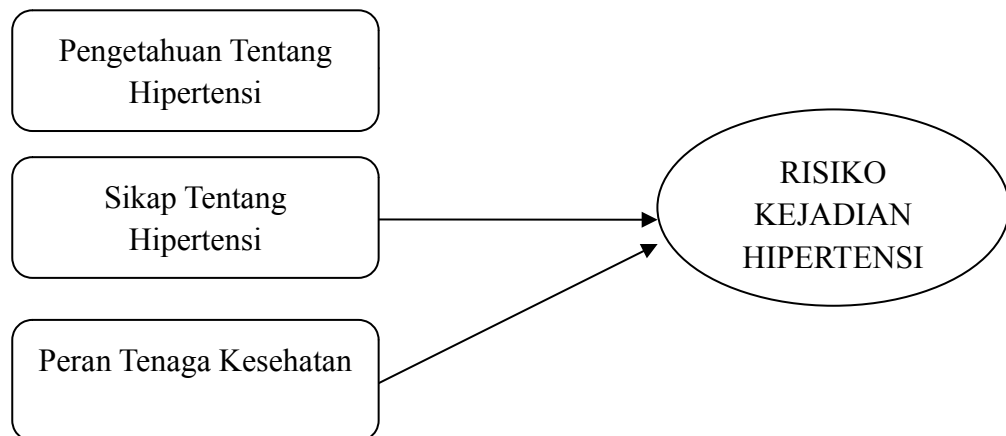 Pengetahuan Tentang
Hipertensi
Sikap Tentang
Hipertensi
Peran Tenaga Kesehatan
RISIKO
KEJADIAN
HIPERTENSI